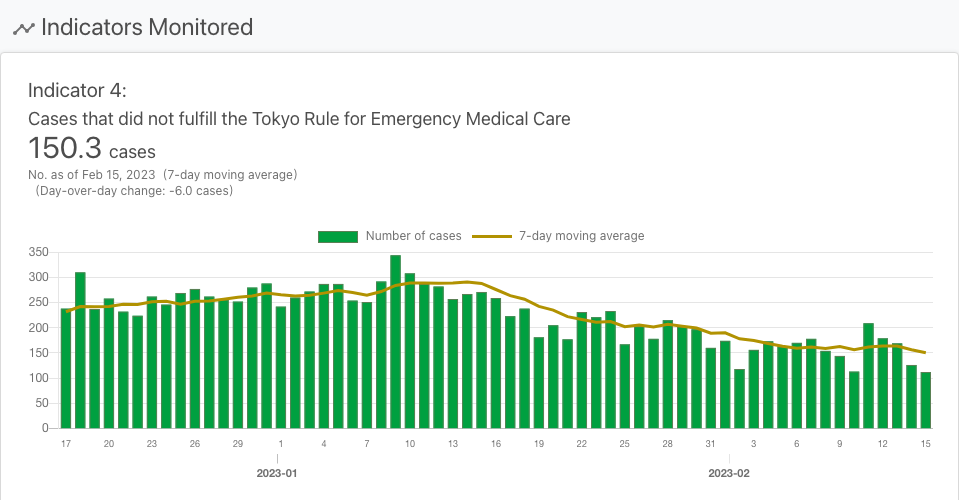 Indicators Monitored
Indicator 4:
Cases that did not fulfill the Tokyo Rule for Emergency Medical Care
150.3 cases
No. as of Feb 15, 2023 (7-day moving average)
(Day-over-day change: -6.0 cases)
Number of cases 7-day moving average
350
300
250
200
150
100
50
0
17 20 23 26 29 1 4 7 10 13 16 19 22 25 28 31 3 6 9 12 15
2023-01 2023-02